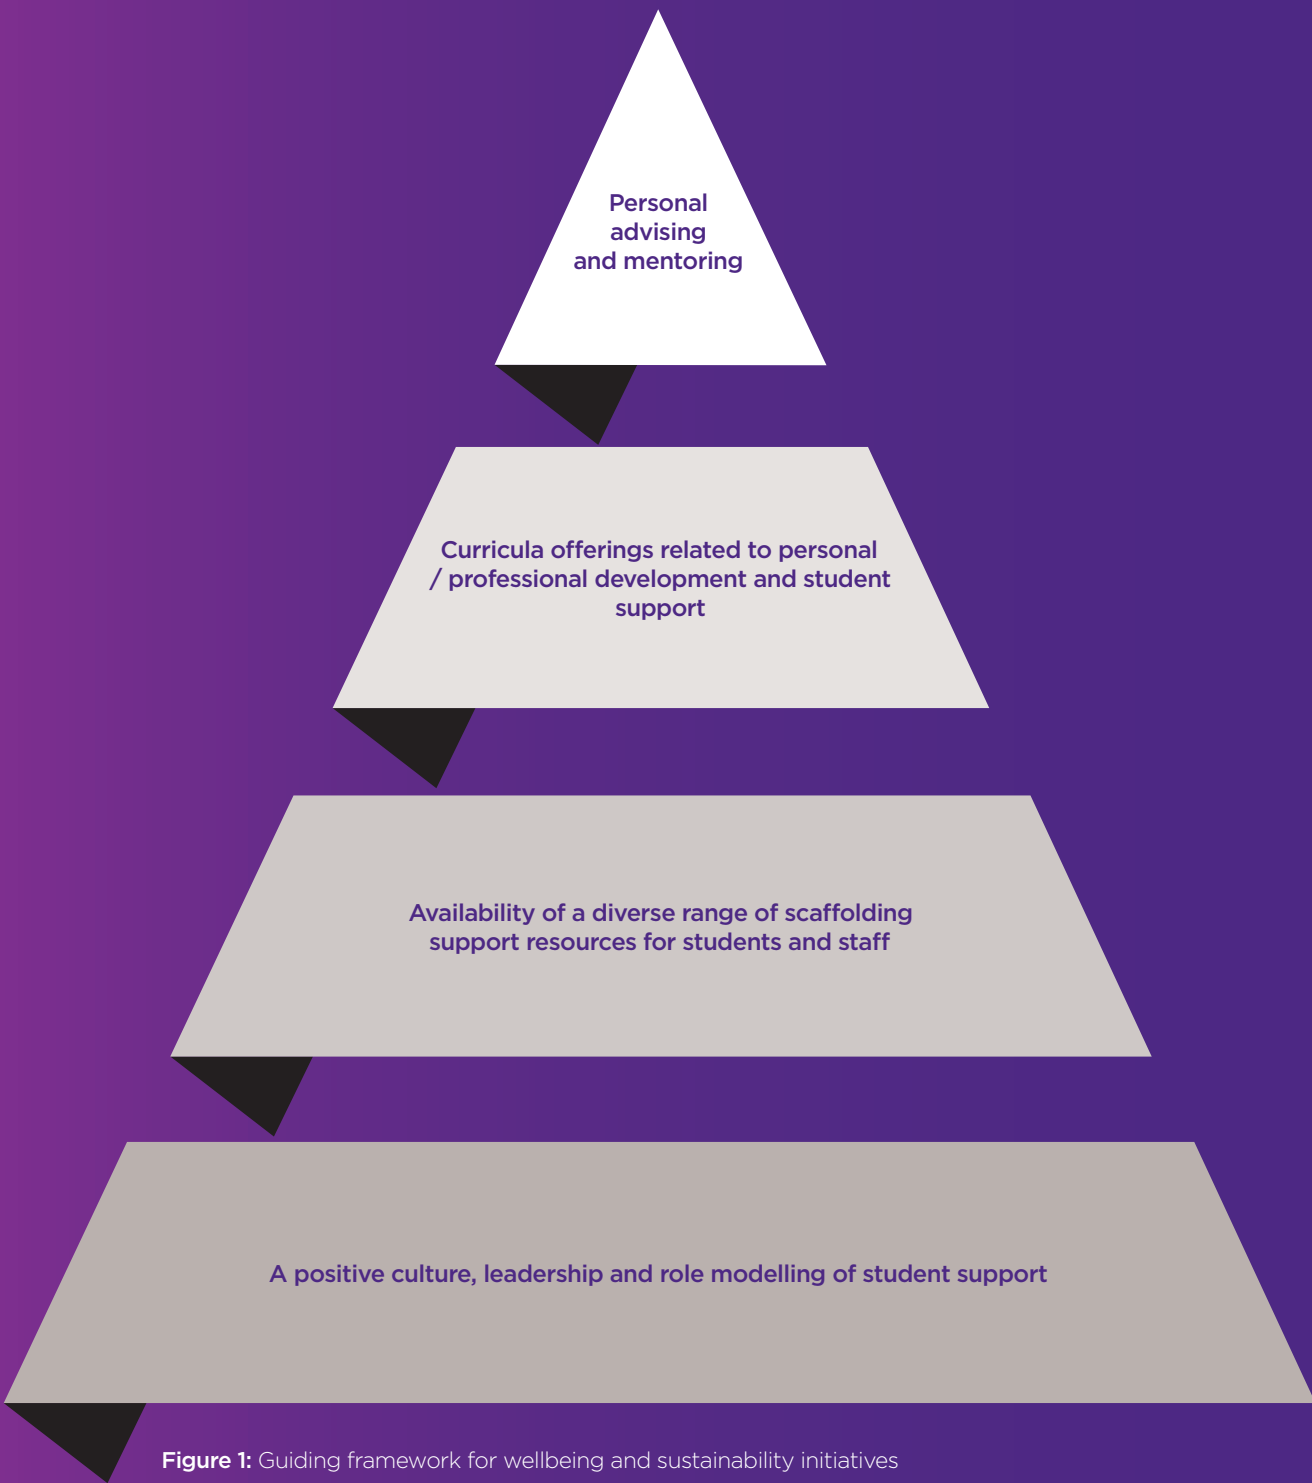 Personal
advising
and mentoring
Curricula offerings related to personal
/ professional development and student
support
Availability of a diverse range of scaffolding
support resources for students and staff
A positive culture, leadership and role modelling of student support
Figure 1: Guiding framework for wellbeing and sustainability initiatives